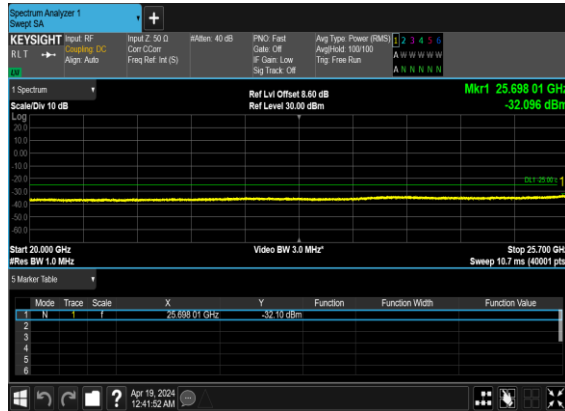 Spectrum Analyzer 1
Swept SA
+
KEYSIGHT Input: RF Input Z: 50 Ω #Atten: 40 dB PNO: Fast Avg Type: Power (RMS) 1 2 3 4 5 6
RLT Coupling: DC Corr CCorr Gate: Off Avg|Hold: 100/100 A W W W W W
Align: Auto Freq Ref: Int (S) IF Gain: Low Trig: Free Run
Sig Track: Off A N N N N N
LW
1 Spectrum Ref Lvl Offset 8.60 dB Mkr1 25.698 01 GHz
Scale/Div 10 dB Ref Level 30.00 dBm -32.096 dBm
Log
20.0
10.0
0.00
-10.0
-20.0
DL1 -25.00 1
-30.0
-40.0
-50.0
-60.0
Start 20.000 GHz Video BW 3.0 MHz* Stop 25.700 GHz
#Res BW 1.0 MHz Sweep 10.7 ms (40001 pts
5 Marker Table
Mode Trace Scale X Y Function Function Width Function Value
1 N 1 f 25.698 01 GHz -32.10 dBm
2
3
4
5
6
? Apr 19, 2024
12:41:52 AM